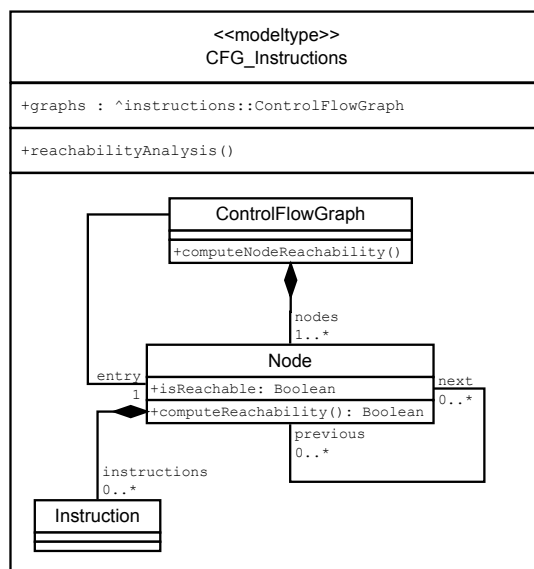 <<modeltype>>
CFG_Instructions
+graphs : ^instructions::ControlFlowGraph
+reachabilityAnalysis()
ControlFlowGraph
+computeNodeReachability()
nodes
1..*
Node
entry
1
+isReachable: Boolean
next
0..*
+computeReachability(): Boolean
previous
0..*
instructions
0..*
Instruction